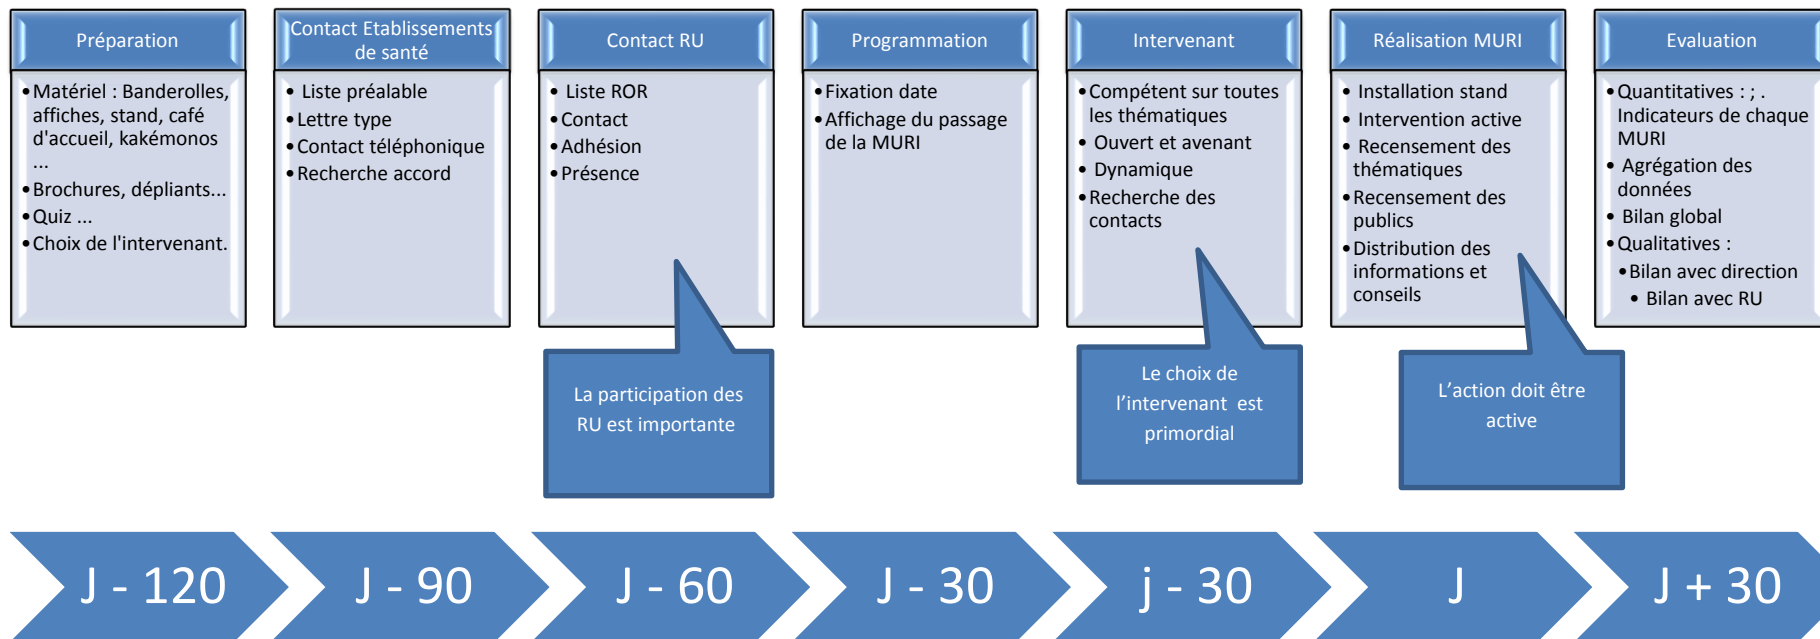 Préparation
• Matériel : Banderolles,
affiches, stand, café
d'accueil, kakémonos
...
• Brochures, dépliants...
• Quiz ...
• Choix de l'intervenant.
Contact Etablissements
de santé
• Liste préalable
• Lettre type
• Contact téléphonique
• Recherche accord
Contact RU
• Liste ROR
• Contact
• Adhésion
• Présence
Programmation
• Fixation date
• Affichage du passage
de la MURI
Intervenant
• Compétent sur toutes
les thématiques
• Ouvert et avenant
• Dynamique
• Recherche des
contacts
Réalisation MURI
• Installation stand
• Intervention active
• Recensement des
thématiques
• Recensement des
publics
• Distribution des
informations et
conseils
Evaluation
• Quantitatives : ; .
Indicateurs de chaque
MURI
• Agrégation des
données
• Bilan global
• Qualitatives :
• Bilan avec direction
• Bilan avec RU
La participation des
RU est importante
Le choix de
l’intervenant est
primordial
L’action doit être
active
J - 120
J - 90
J - 60
J - 30
j - 30
J
J + 30